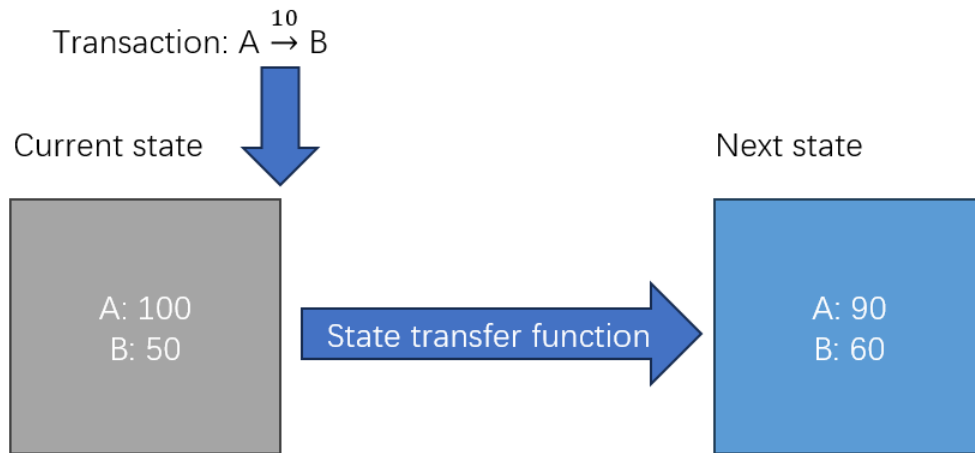 Transaction: A →10 B
Current state
Next state
A: 100
B: 50
State transfer function
A: 90
B: 60